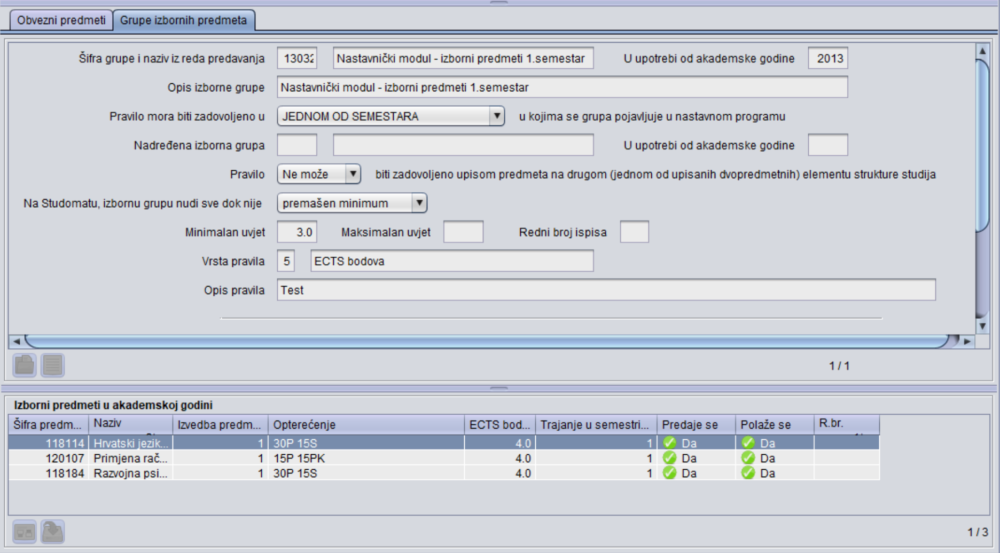 Obvezni predmeti Grupe izbornih predmeta
Šifra grupe i naziv iz reda predavanja 13032 Nastavnički modul - izborni predmeti 1.semestar U upotrebi od akademske godine 2013
Opis izborne grupe Nastavnički modul - izborni predmeti 1.semestar
Pravilo mora biti zadovoljeno u JEDNOM OD SEMESTARA u kojima se grupa pojavljuje u nastavnom programu
Nadređena izborna grupa U upotrebi od akademske godine
Pravilo Ne može biti zadovoljeno upisom predmeta na drugom (jednom od upisanih dvopredmetnih) elementu strukture studija
Na Studomatu, izbornu grupu nudi sve dok nije premašen minimum
Minimalan uvjet 3.0 Maksimalan uvjet Redni broj ispisa
Vrsta pravila 5 ECTS bodova
Opis pravila Test
1 / 1
Izborni predmeti u akademskoj godini
Šifra predm... Naziv Izvedba predm... Opterećenje ECTS bod... Trajanje u semestri... Predaje se Polaže se R.br.
118114 Hrvatski jezik... 1 30P 15S 4.0 1 Da Da
120107 Primjena rač... 1 15P 15PK 4.0 1 Da Da
118184 Razvojna psi... 1 30P 15S 4.0 1 Da Da
1 / 3